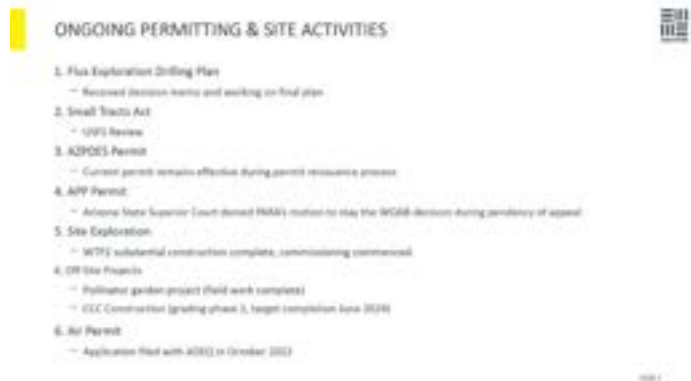 ONGOING PERMITTING & SITE ACTIVITIES
1. Flux Exploration Drilling Plan
– Received decision memo and working on final plan
2. Small Tracts Act
– USFS Review
3. AZPDES Permit
– Current permit remains effective during permit reissuance process
4. APP Permit
– Arizona State Superior Court denied PARA's motion to stay the WQAB decision during pendency of appeal
5. Site Exploration
– WTP2 substantial construction complete, commissioning commenced
6. Off Site Projects
– Pollinator garden project (field work complete)
– CCC Construction (grading phase, target completion June 2024)
6. Air Permit
– Application filed with ADEQ in October 2022